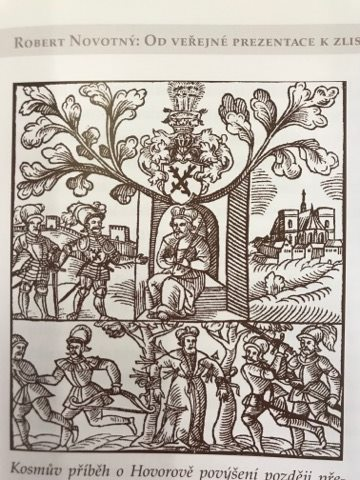 ROBERT NOVOTNÝ: OD VEŘEJNÉ PREZENTACE K ZLIS
Kosmův příběh o Hovorově povýšení později pře-